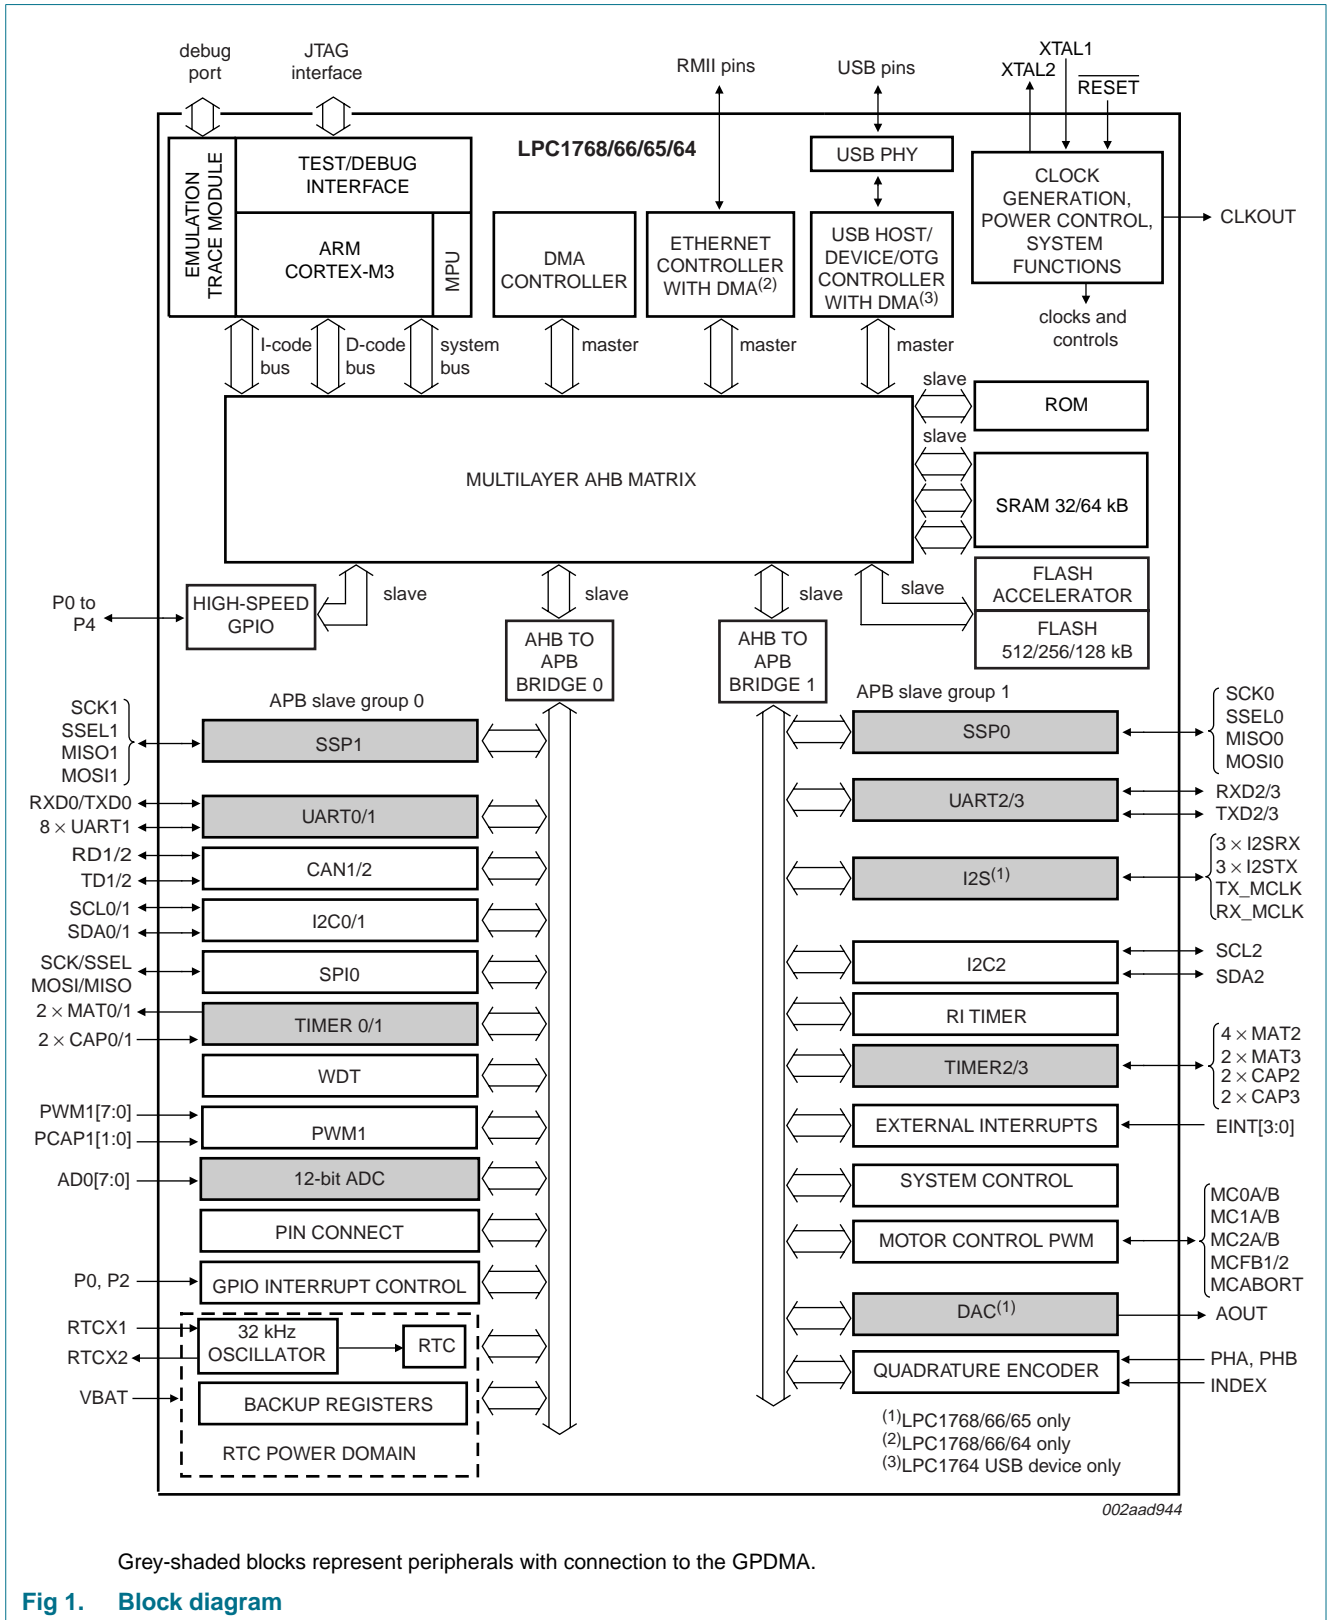 debug
port
JTAG
interface
RMII pins
USB pins
XTAL1
XTAL2
RESET
LPC1768/66/65/64
EMULATION
TRACE MODULE
TEST/DEBUG
INTERFACE
ARM
CORTEX-M3
MPU
DMA
CONTROLLER
ETHERNET
CONTROLLER
WITH DMA(2)
USB PHY
USB HOST/
DEVICE/OTG
CONTROLLER
WITH DMA(3)
CLOCK
GENERATION,
POWER CONTROL,
SYSTEM
FUNCTIONS
CLKOUT
clocks and
controls
I-code
bus
D-code
bus
system
bus
master
master
master
slave
ROM
slave
SRAM 32/64 kB
MULTILAYER AHB MATRIX
P0 to
P4
HIGH-SPEED
GPIO
slave
slave
slave
slave
FLASH
ACCELERATOR
FLASH
512/256/128 kB
AHB TO
APB
BRIDGE 0
AHB TO
APB
BRIDGE 1
APB slave group 0
SCK1
SSEL1
MISO1
MOSI1
SSP1
RXD0/TXD0
8 × UART1
UART0/1
RD1/2
TD1/2
CAN1/2
SCL0/1
SDA0/1
I2C0/1
SCK/SSEL
MOSI/MISO
SPI0
2 × MAT0/1
2 × CAP0/1
TIMER 0/1
WDT
PWM1[7:0]
PCAP1[1:0]
PWM1
AD0[7:0]
12-bit ADC
PIN CONNECT
P0, P2
GPIO INTERRUPT CONTROL
RTCX1
RTCX2
32 kHz
OSCILLATOR
RTC
VBAT
BACKUP REGISTERS
RTC POWER DOMAIN
APB slave group 1
SSP0
SCK0
SSEL0
MISO0
MOSI0
UART2/3
RXD2/3
TXD2/3
I2S(1)
3 × I2SRX
3 × I2STX
TX_MCLK
RX_MCLK
I2C2
SCL2
SDA2
RI TIMER
TIMER2/3
4 × MAT2
2 × MAT3
2 × CAP2
2 × CAP3
EXTERNAL INTERRUPTS
EINT[3:0]
SYSTEM CONTROL
MOTOR CONTROL PWM
MC0A/B
MC1A/B
MC2A/B
MCFB1/2
MCABORT
DAC(1)
AOUT
QUADRATURE ENCODER
PHA, PHB
INDEX
(1)LPC1768/66/65 only
(2)LPC1768/66/64 only
(3)LPC1764 USB device only
002aad944
Grey-shaded blocks represent peripherals with connection to the GPDMA.
Fig 1. Block diagram